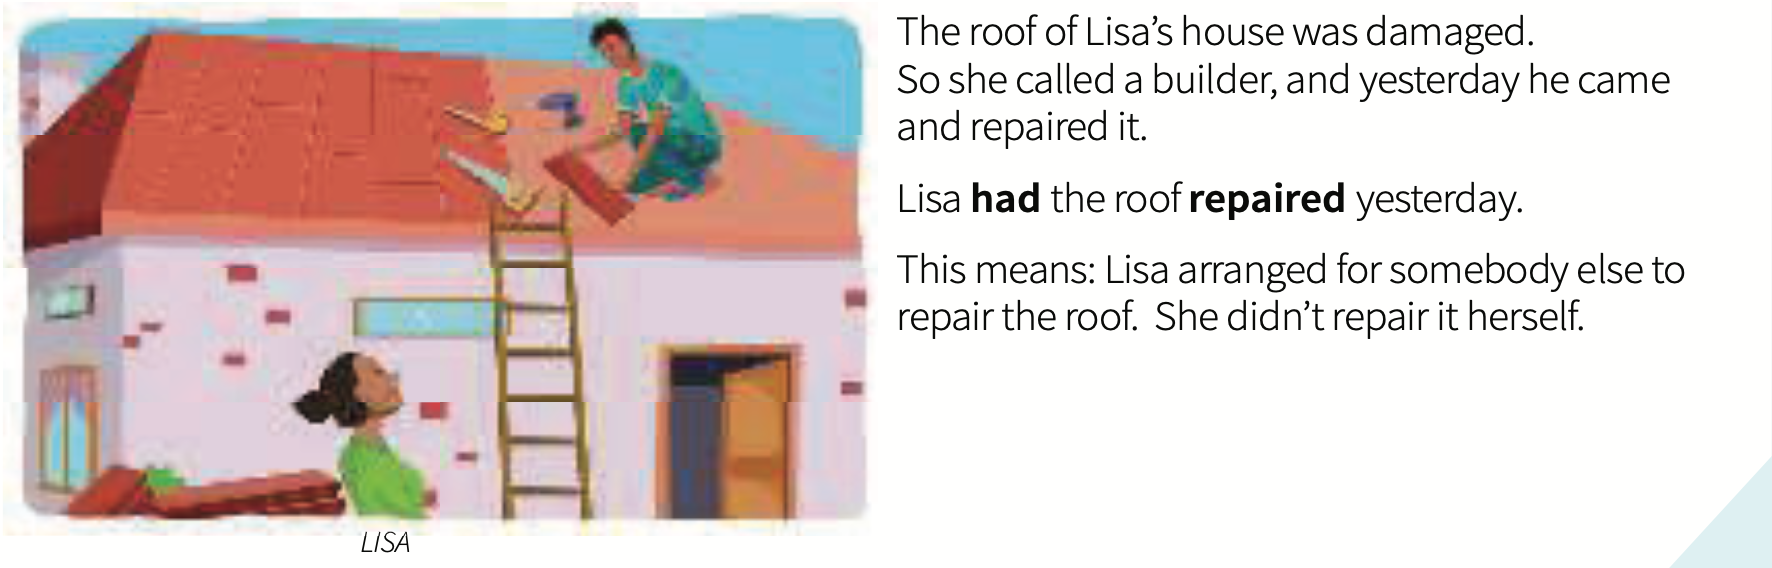 The roof of Lisa’s house was damaged.
So she called a builder, and yesterday he came
and repaired it.
Lisa had the roof repaired yesterday.
This means: Lisa arranged for somebody else to
repair the roof.  She didn’t repair it herself.
LISA